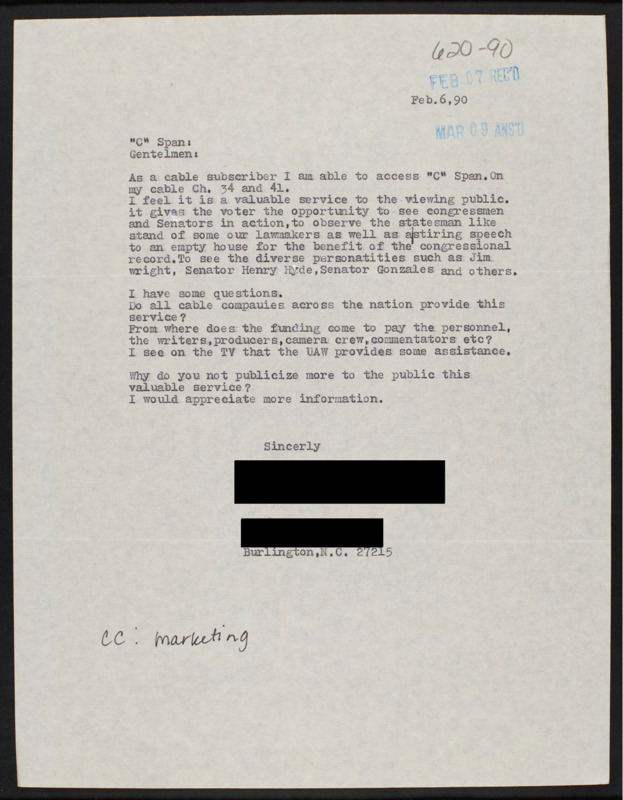 620-90
FEB 07 REC'D
Feb.6,90
MAR 09 ANS'D
"C" Span:
Gentelmen:
As a cable subscriber I am able to access "C" Span.On
my cable Ch. 34 and 41.
I feel it is a valuable service to the viewing public.
it gives the voter the opportunity to see congressmen
and Senators in action,to observe the statesman like
stand of some our lawmakers as well as a stiring speech
to an empty house for the benefit of the congressional
record.To see the diverse personatities such as Jim
wright, Senator Henry Hyde,Senator Gonzales and others.
I have some questions.
Do all cable compauies across the nation provide this
service?
From where does the funding come to pay the personnel,
the writers,producers,camera crew,commentators etc?
I see on the TV that the UAW provides some assistance.
Why do you not publicize more to the public this
valuable service?
I would appreciate more information.
Sincerly
Burlington,N.C. 27215
CC: marketing